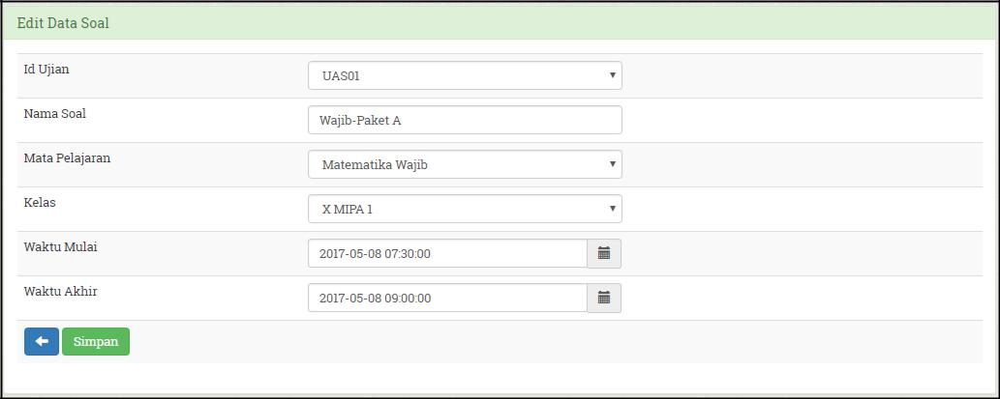 Edit Data Soal
Id Ujian UAS01
Nama Soal Wajib-Paket A
Mata Pelajaran Matematika Wajib
Kelas X MIPA 1
Waktu Mulai 2017-05-08 07:30:00
Waktu Akhir 2017-05-08 09:00:00
Simpan